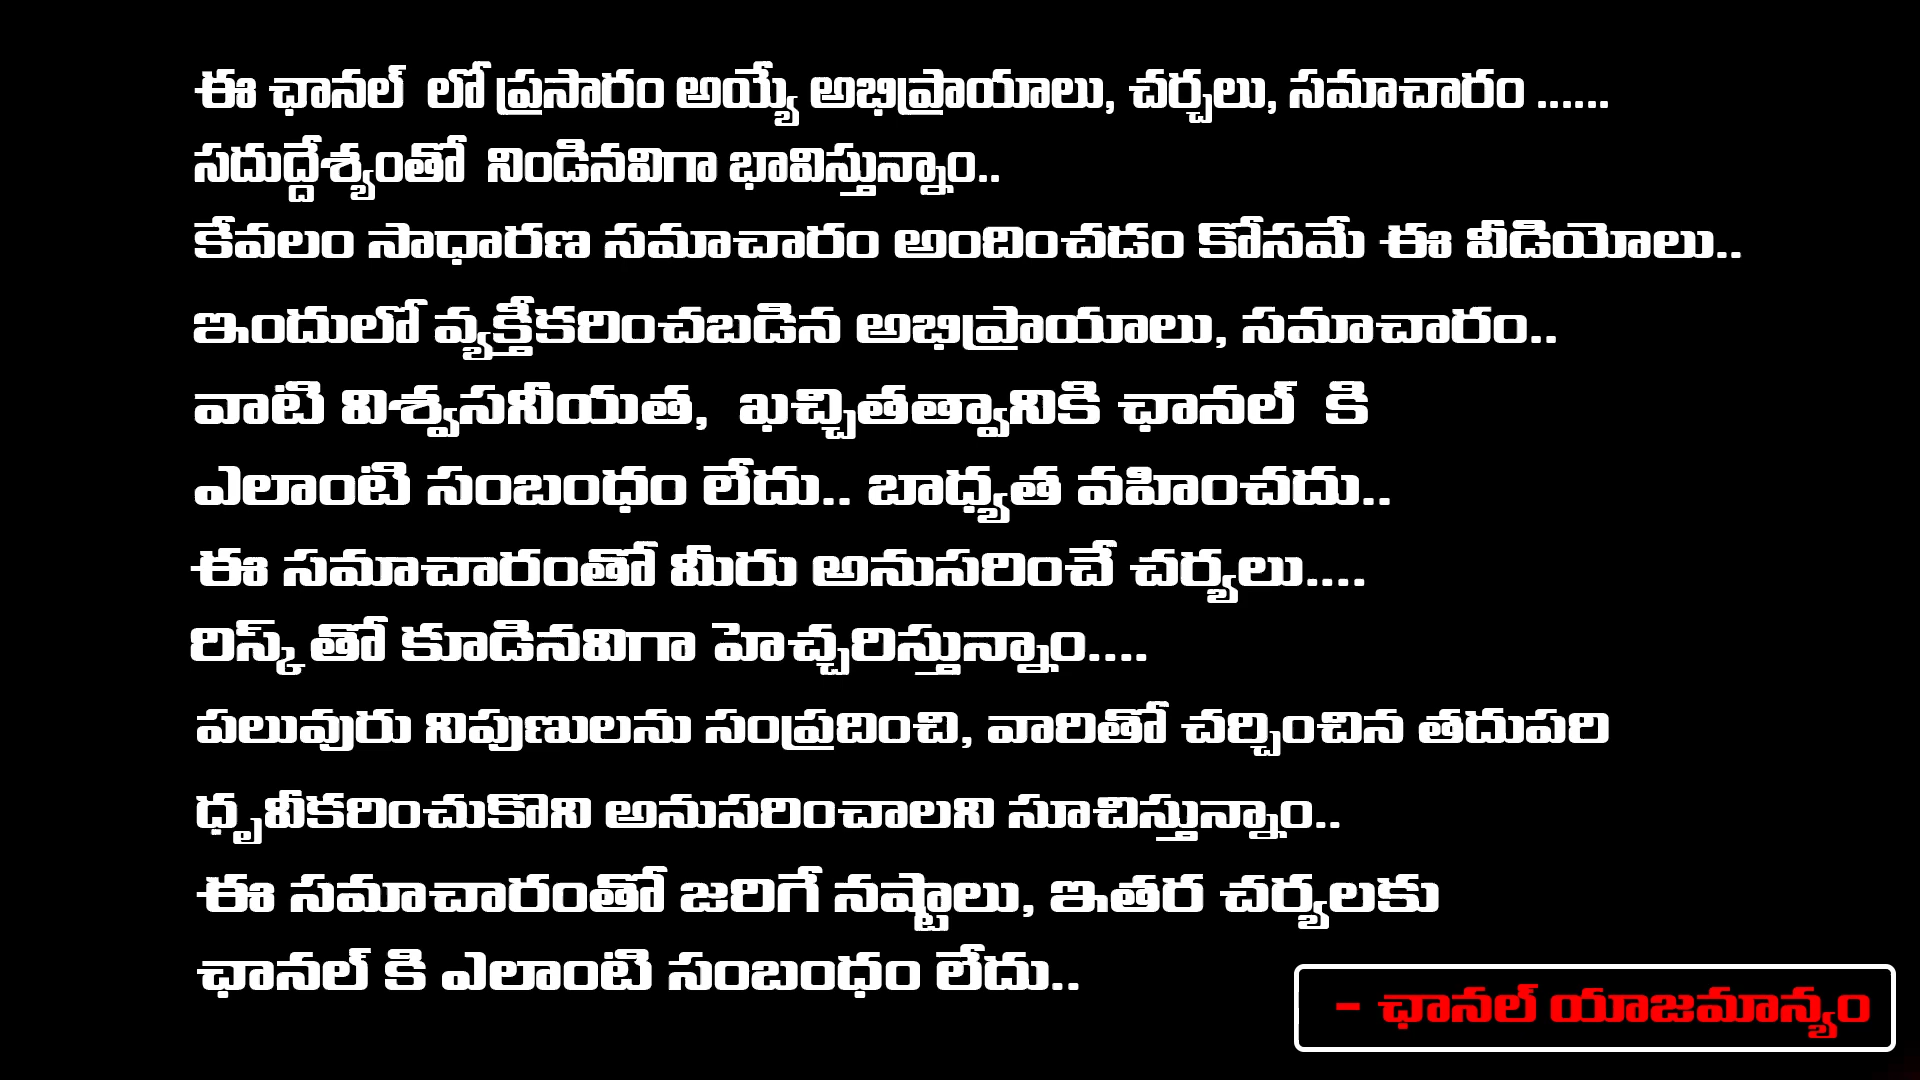 ఈ ఛానల్ లో ప్రసారం అయ్యే అభిప్రాయాలు, చర్చలు, సమాచారం ......
సదుద్దేశ్యంతో నిండినవిగా భావిస్తున్నాం..
కేవలం సాధారణ సమాచారం అందించడం కోసమే ఈ వీడియోలు..
ఇందులో వ్యక్తీకరించబడిన అభిప్రాయాలు, సమాచారం..
వాటి విశ్వసనీయత, ఖచ్చితత్వానికి ఛానల్ కి
ఎలాంటి సంబంధం లేదు.. బాధ్యత వహించదు..
ఈ సమాచారంతో మీరు అనుసరించే చర్యలు....
రిస్క్ తో కూడినవిగా హెచ్చరిస్తున్నాం....
పలువురు నిపుణులను సంప్రదించి, వారితో చర్చించిన తదుపరి
ధృవీకరించుకొని అనుసరించాలని సూచిస్తున్నాం..
ఈ సమాచారంతో జరిగే నష్టాలు, ఇతర చర్యలకు
ఛానల్ కి ఎలాంటి సంబంధం లేదు..
- ఛానల్ యాజమాన్యం